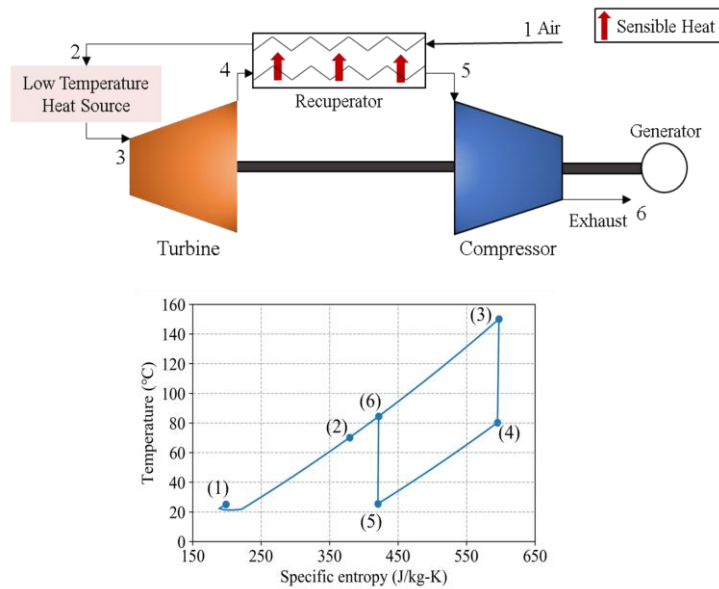 1 Air
Sensible Heat
2
4
5
Recuperator
Low Temperature
Heat Source
3
Generator
Exhaust 6
Turbine
Compressor
160
140
120
100
80
60
40
20
0
Temperature (°C)
(1)
(2)
(6)
(3)
(4)
(5)
150 250 350 450 550 650
Specific entropy (J/kg-K)